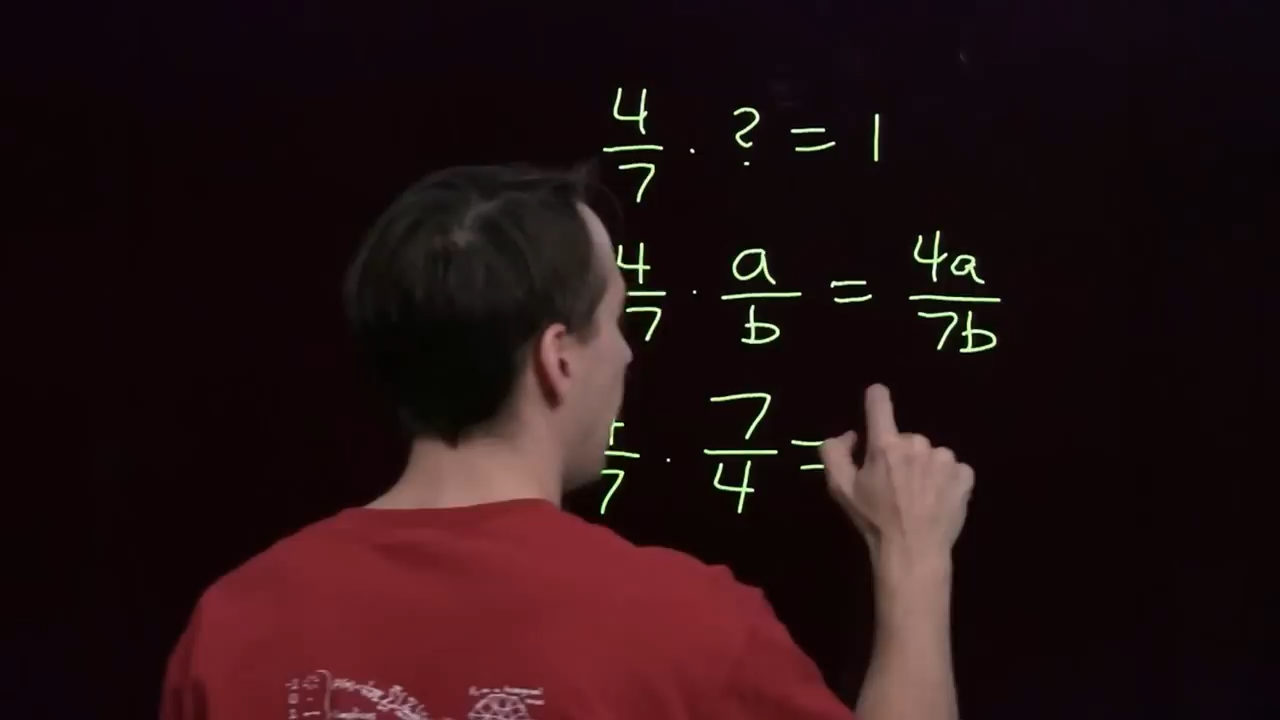 4/7 · ? = 1
4/7 · a/b = 4a/7b
/7 · 7/4 =